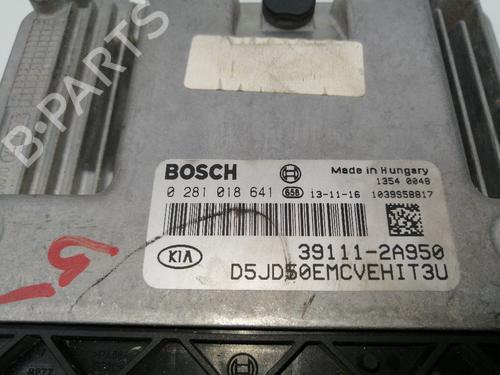 B-PARTS
BOSCH
Made in Hungary
1354 0048
0 281 018 641 658 13-11-16 1039S58817
KIA
39111-2A950
D5JD50EMCVEHIT3U